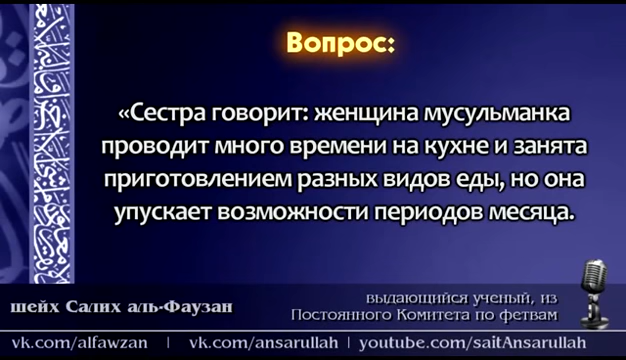 Вопрос:
«Сестра говорит: женщина мусульманка
проводит много времени на кухне и занята
приготовлением разных видов еды, но она
упускает возможности периодов месяца.
шейх Салих аль-Фаузан
выдающийся ученый, из
Постоянного Комитета по фетвам
vk.com/alfawzan | vk.com/ansarullah | youtube.com/saitAnsarullah